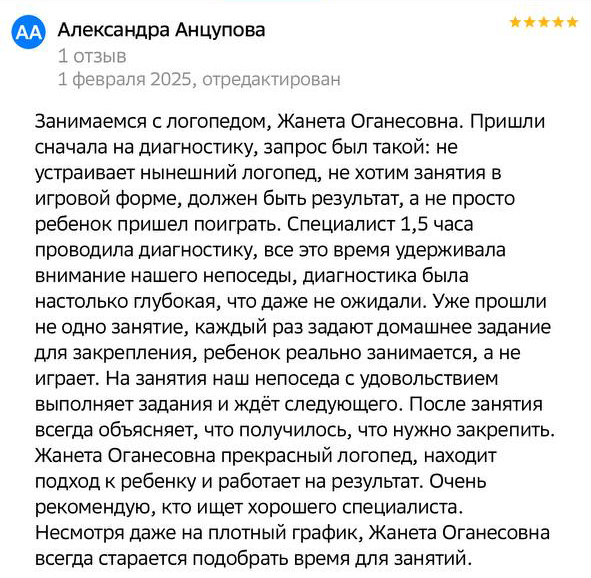 АА
Александра Анцупова
1 отзыв
1 февраля 2025, отредактирован
Занимаемся с логопедом, Жанета Оганесовна. Пришли
сначала на диагностику, запрос был такой: не
устраивает нынешний логопед, не хотим занятия в
игровой форме, должен быть результат, а не просто
ребенок пришел поиграть. Специалист 1,5 часа
проводила диагностику, все это время удерживала
внимание нашего непоседы, диагностика была
настолько глубокая, что даже не ожидали. Уже прошли
не одно занятие, каждый раз задают домашнее задание
для закрепления, ребенок реально занимается, а не
играет. На занятия наш непоседа с удовольствием
выполняет задания и ждёт следующего. После занятия
всегда объясняет, что получилось, что нужно закрепить.
Жанета Оганесовна прекрасный логопед, находит
подход к ребенку и работает на результат. Очень
рекомендую, кто ищет хорошего специалиста.
Несмотря даже на плотный график, Жанета Оганесовна
всегда старается подобрать время для занятий.